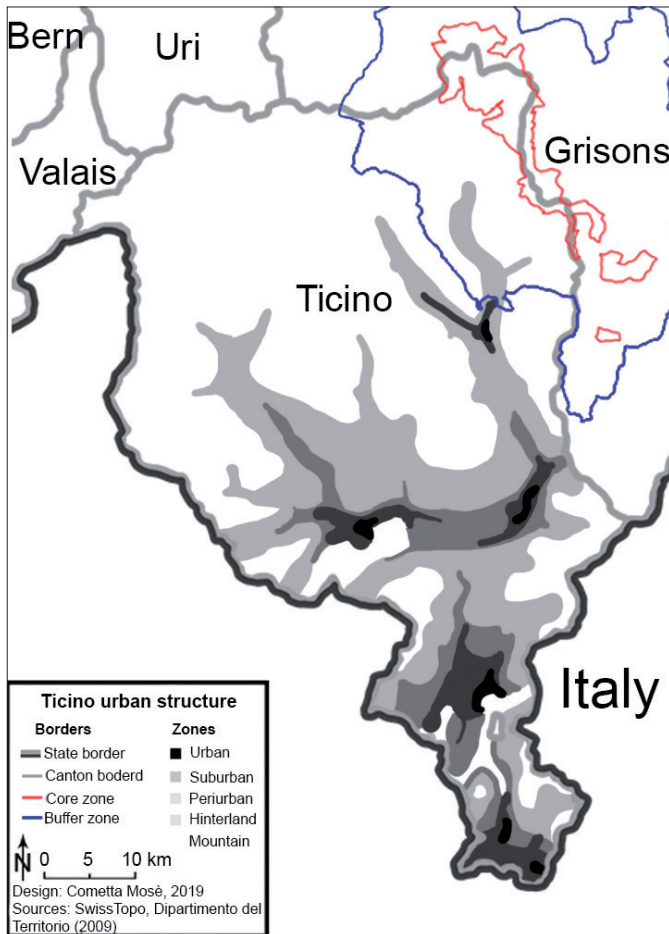 Bern
Uri
Valais
Grisons
Ticino
Italy
Ticino urban structure
Borders
State border
Canton boderd
Core zone
Buffer zone
Zones
Urban
Suburban
Periurban
Hinterland
Mountain
N
0 5 10 km
Design: Cometta Mosè, 2019
Sources: SwissTopo, Dipartimento del
Territorio (2009)